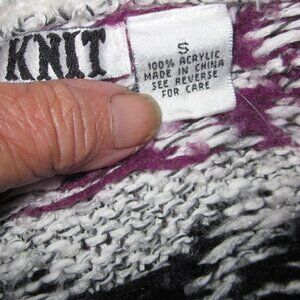 KNIT
S
100% ACRYLIC
MADE IN CHINA
SEE REVERSE
FOR CARE